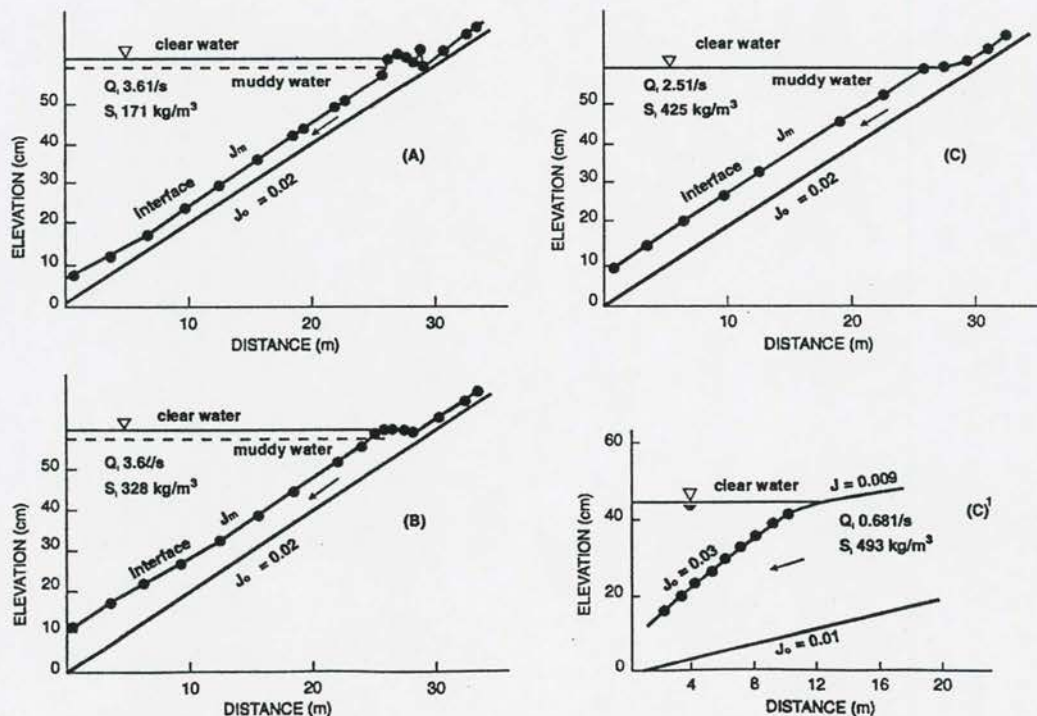 clear water
muddy water
Q, 3.61/s
S, 171 kg/m³
50
40
30
20
10
0
ELEVATION (cm)
Interface
Jm
Jo = 0.02
(A)
10
20
30
DISTANCE (m)
clear water
muddy water
Q, 2.51/s
S, 425 kg/m³
50
40
30
20
10
0
ELEVATION (cm)
Interface
Jm
Jo = 0.02
(C)
10
20
30
DISTANCE (m)
clear water
muddy water
Q, 3.6ℓ/s
S, 328 kg/m³
50
40
30
20
10
0
ELEVATION (cm)
Interface
Jm
Jo = 0.02
(B)
10
20
30
DISTANCE (m)
60
40
20
0
ELEVATION (cm)
clear water
J = 0.009
(C)¹
Q, 0.681/s
S, 493 kg/m³
Jo = 0.03
Jo = 0.01
4
8
12
16
20
DISTANCE (m)